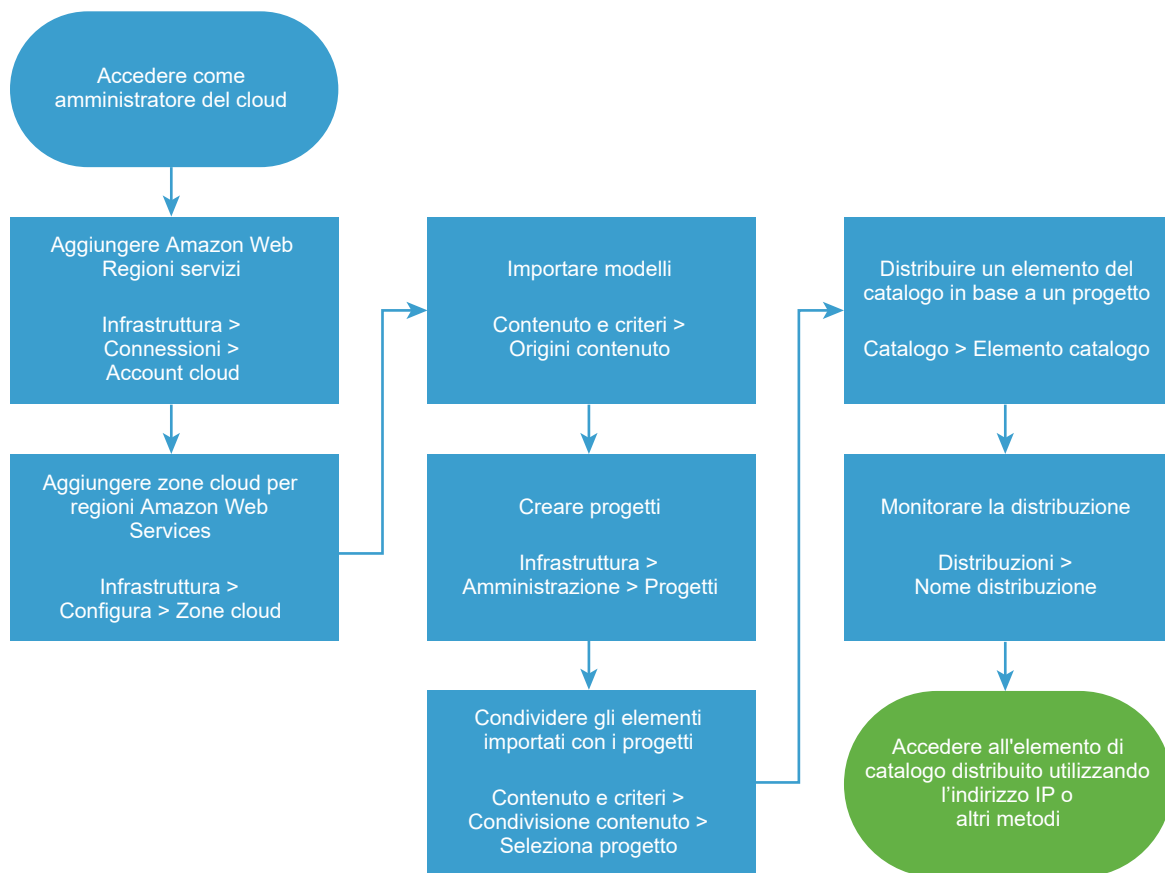 Accedere come
amministratore del cloud
Aggiungere Amazon Web
Regioni servizi
Infrastruttura >
Connessioni >
Account cloud
Aggiungere zone cloud per
regioni Amazon Web
Services
Infrastruttura >
Configura > Zone cloud
Importare modelli
Contenuto e criteri >
Origini contenuto
Creare progetti
Infrastruttura >
Amministrazione > Progetti
Condividere gli elementi
importati con i progetti
Contenuto e criteri >
Condivisione contenuto >
Seleziona progetto
Distribuire un elemento del
catalogo in base a un progetto
Catalogo > Elemento catalogo
Monitorare la distribuzione
Distribuzioni >
Nome distribuzione
Accedere all'elemento di
catalogo distribuito utilizzando
l’indirizzo IP o
altri metodi